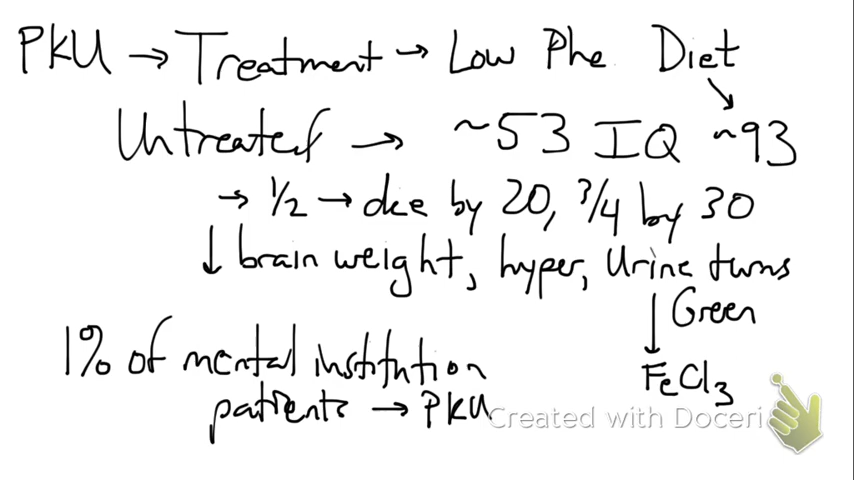 PKU → Treatment → Low Phe Diet
Untreated → ~53 IQ ~93
→ 1/2 → die by 20, 3/4 by 30
↓ brain weight, hyper, Urine turns
Green
1% of mental institution
FeCl3
patients → PKU
Created with Doceri